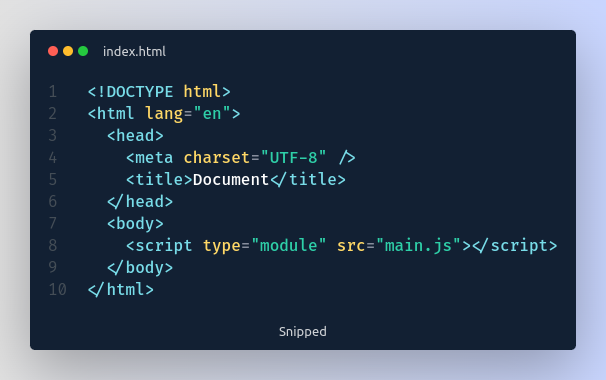 index.html
1 <!DOCTYPE html>
2 <html lang="en">
3   <head>
4     <meta charset="UTF-8" />
5     <title>Document</title>
6   </head>
7   <body>
8     <script type="module" src="main.js"></script>
9   </body>
10 </html>
Snipped